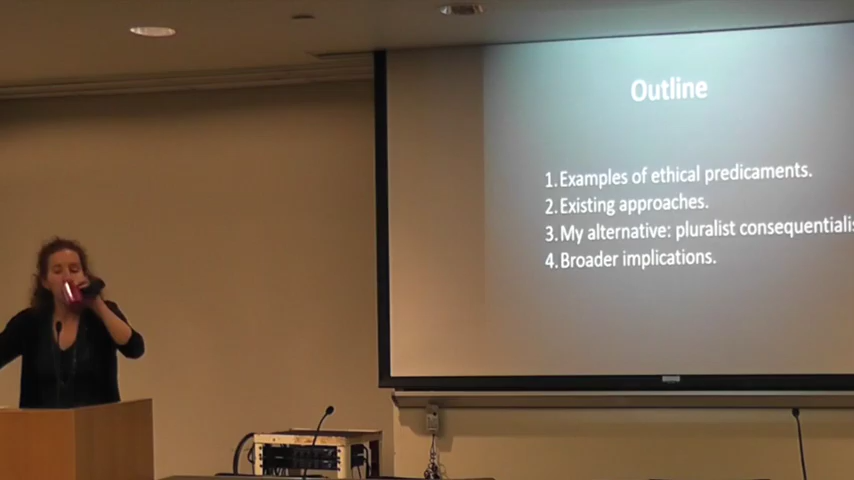 Outline
1. Examples of ethical predicaments.
2. Existing approaches.
3. My alternative: pluralist consequentialis
4. Broader implications.